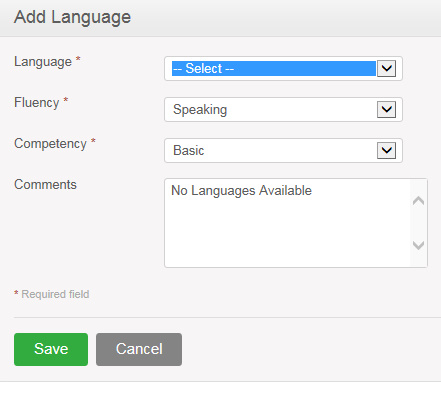 Add Language
Language *
-- Select --
Fluency *
Speaking
Competency *
Basic
Comments
No Languages Available
* Required field
Save
Cancel